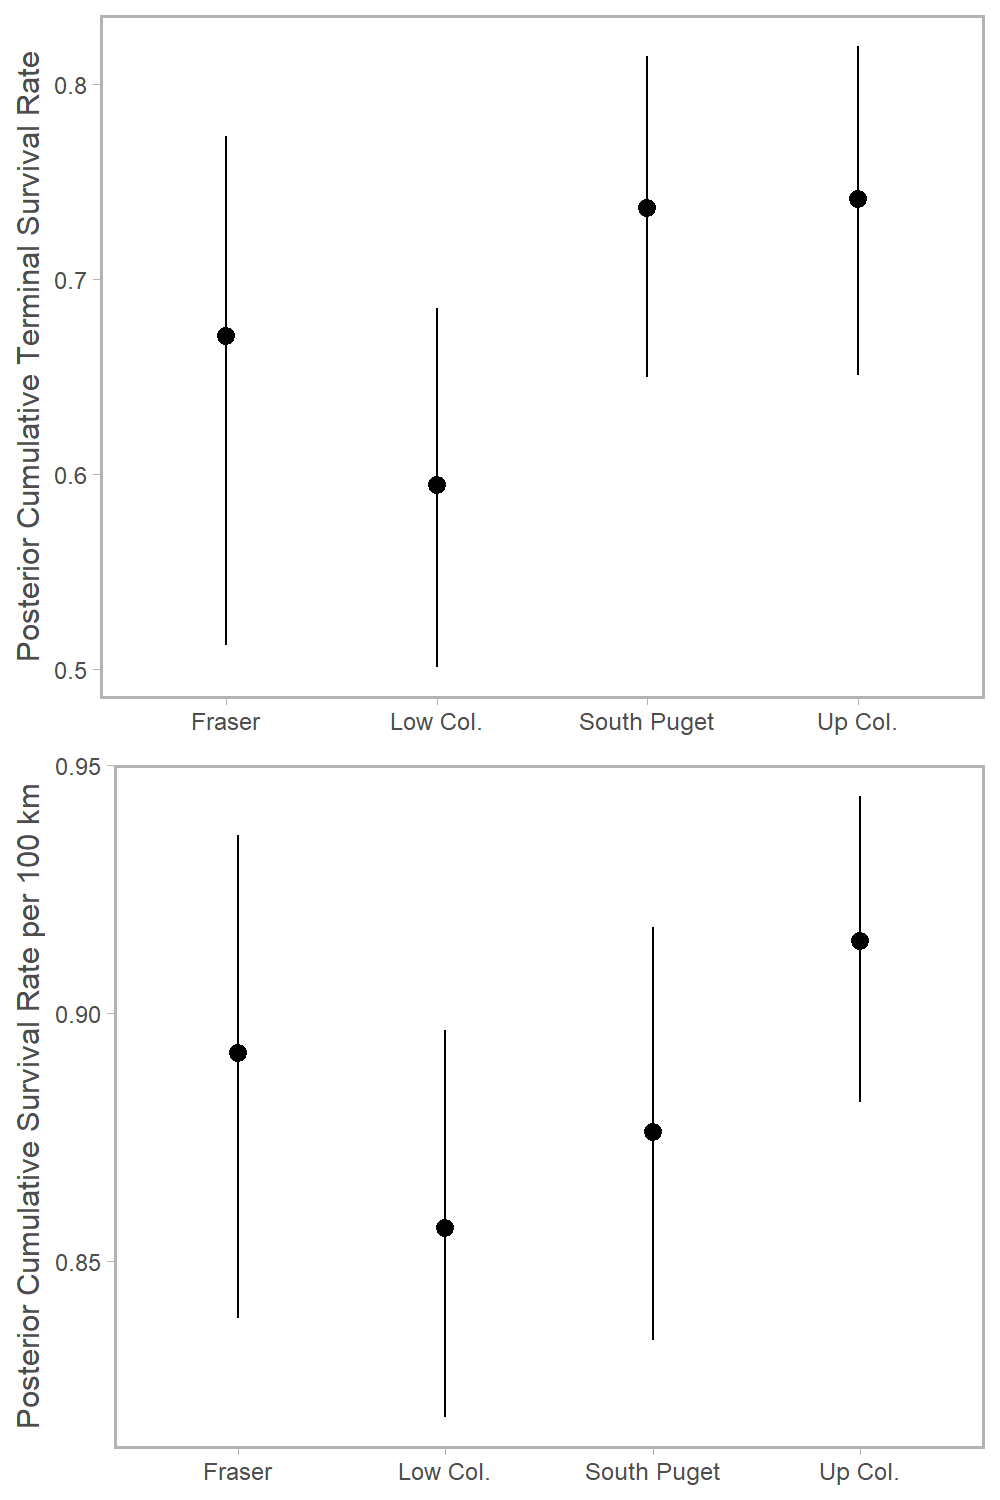 Posterior Cumulative Terminal Survival Rate
0.8
0.7
0.6
0.5
Fraser Low Col. South Puget Up Col.
Posterior Cumulative Survival Rate per 100 km
0.95
0.90
0.85
Fraser Low Col. South Puget Up Col.